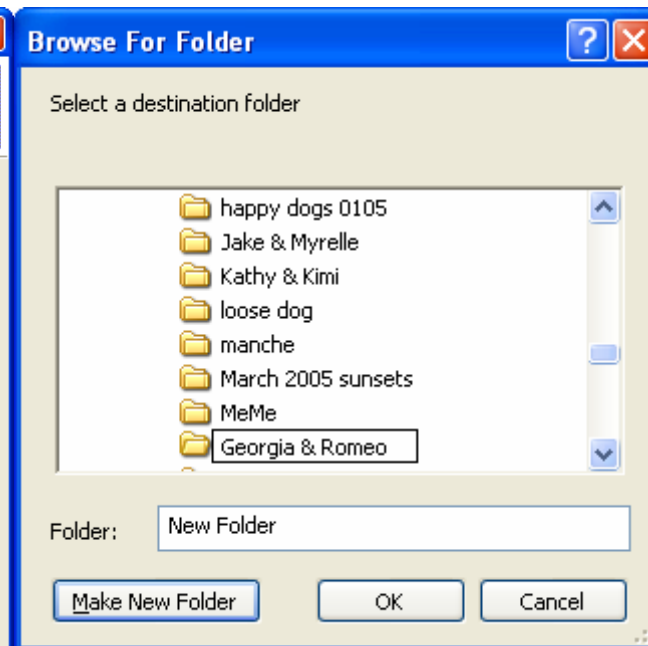 Browse For Folder
Select a destination folder
happy dogs 0105
Jake & Myrelle
Kathy & Kimi
loose dog
manche
March 2005 sunsets
MeMe
Georgia & Romeo
Folder: New Folder
Make New Folder OK Cancel